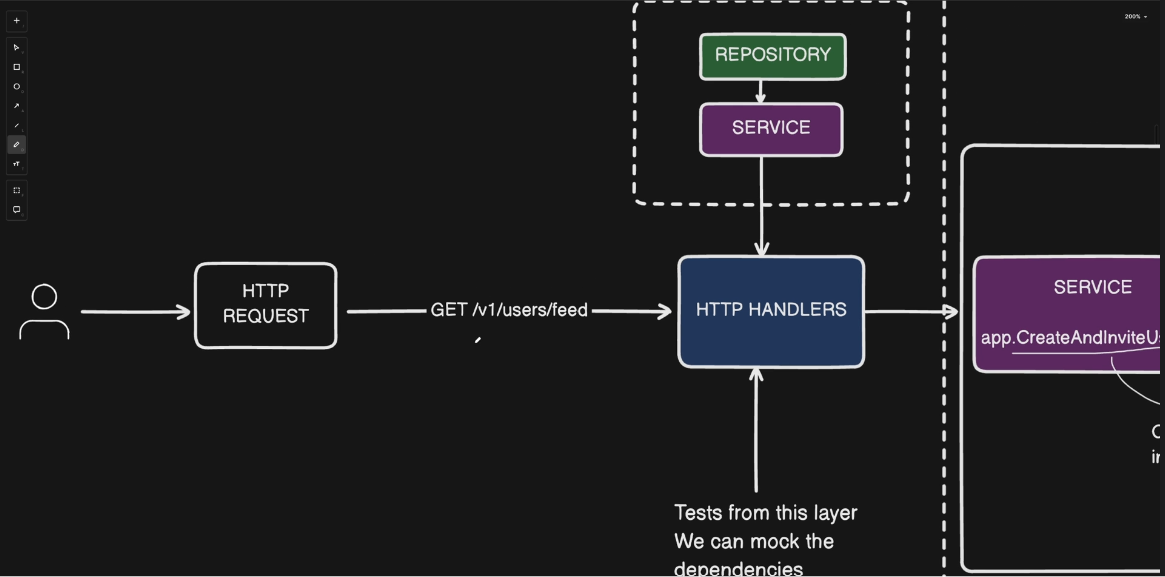 200%
REPOSITORY
SERVICE
HTTP
REQUEST
GET /v1/users/feed
HTTP HANDLERS
SERVICE
app.CreateAndInviteU
Tests from this layer
We can mock the
dependencies